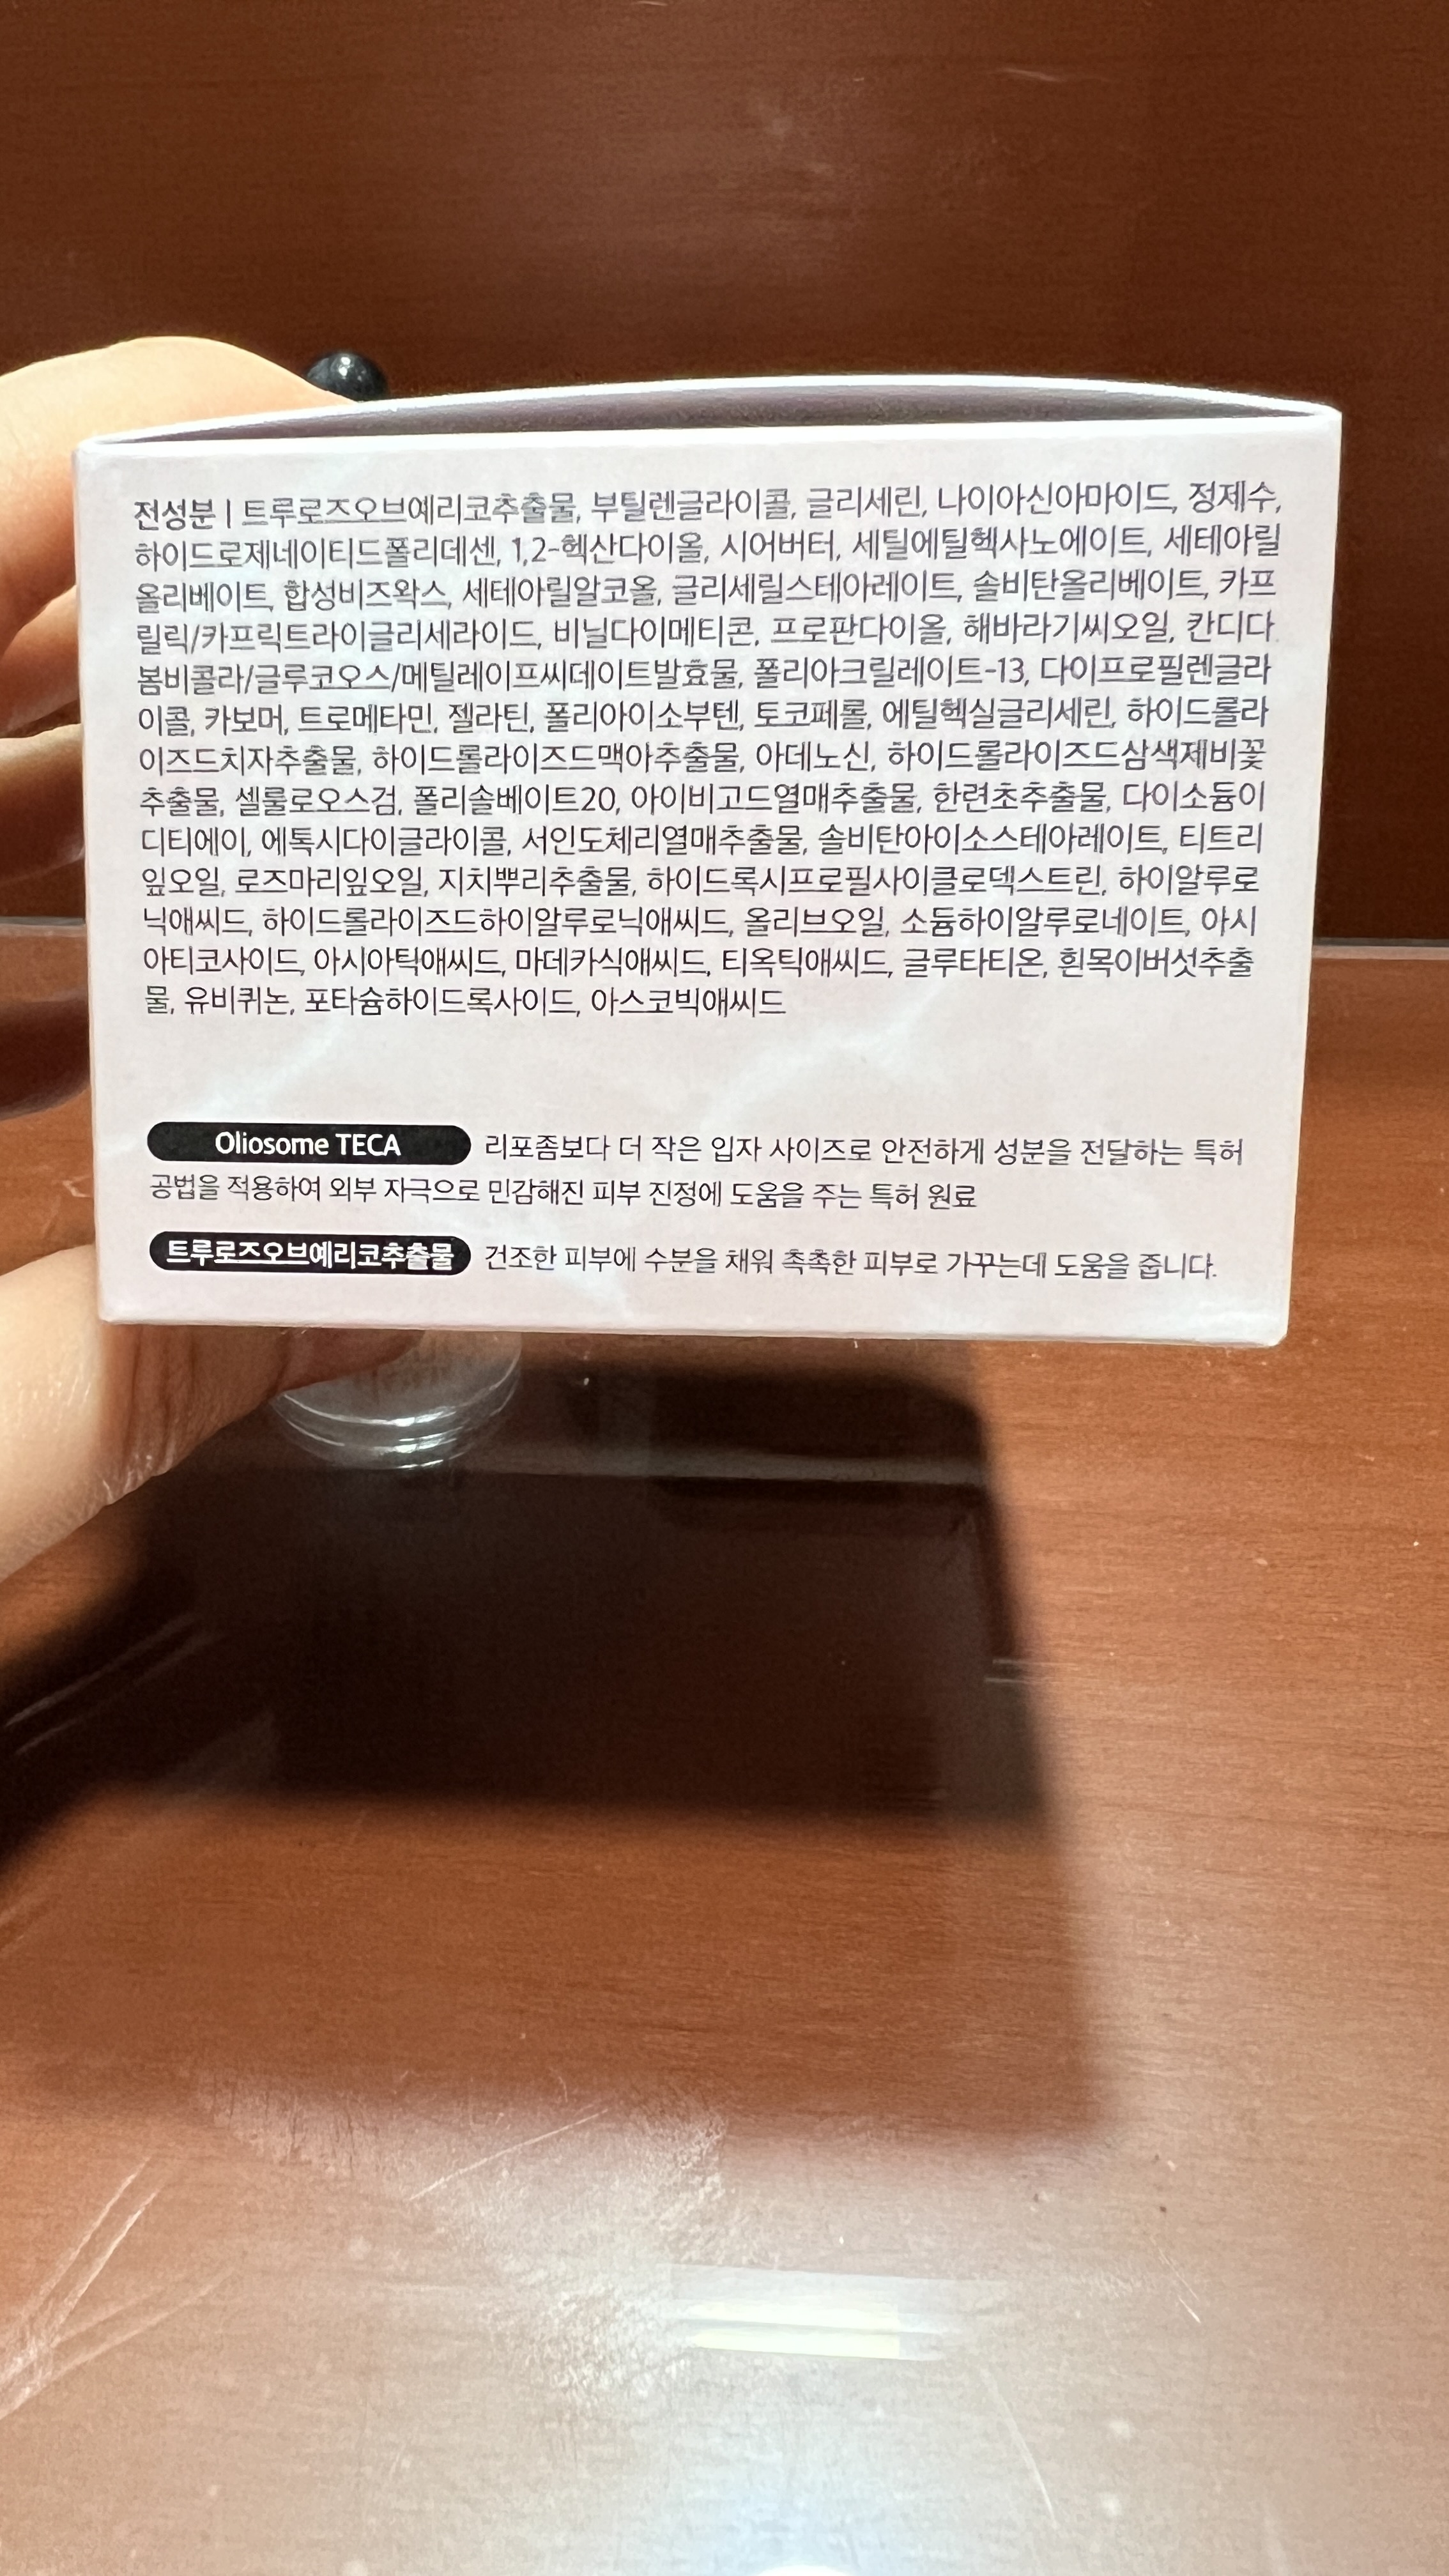 전성분 | 트루로즈오브예리코추출물, 부틸렌글라이콜, 글리세린, 나이아신아마이드, 정제수,
하이드로제네이티드폴리데센, 1,2-헥산다이올, 시어버터, 세틸에틸헥사노에이트, 세테아릴
올리베이트, 합성비즈왁스, 세테아릴알코올, 글리세릴스테아레이트, 솔비탄올리베이트, 카프
릴릭/카프릭트라이글리세라이드, 비닐다이메티콘, 프로판다이올, 해바라기씨오일, 칸디다
봄비콜라/글루코오스/메틸레이프씨데이트발효물, 폴리아크릴레이트-13, 다이프로필렌글라
이콜, 카보머, 트로메타민, 젤라틴, 폴리아이소부텐, 토코페롤, 에틸헥실글리세린, 하이드롤라
이즈드치자추출물, 하이드롤라이즈드맥아추출물, 아데노신, 하이드롤라이즈드삼색제비꽃
추출물, 셀룰로오스검, 폴리솔베이트20, 아이비고드열매추출물, 한련초추출물, 다이소듐이
디티에이, 에톡시다이글라이콜, 서인도체리열매추출물, 솔비탄아이소스테아레이트, 티트리
잎오일, 로즈마리잎오일, 지치뿌리추출물, 하이드록시프로필사이클로덱스트린, 하이알루로
닉애씨드, 하이드롤라이즈드하이알루로닉애씨드, 올리브오일, 소듐하이알루로네이트, 아시
아티코사이드, 아시아틱애씨드, 마데카식애씨드, 티옥틱애씨드, 글루타티온, 흰목이버섯추출
물, 유비퀴논, 포타슘하이드록사이드, 아스코빅애씨드
Oliosome TECA 리포좀보다 더 작은 입자 사이즈로 안전하게 성분을 전달하는 특허
공법을 적용하여 외부 자극으로 민감해진 피부 진정에 도움을 주는 특허 원료
트루로즈오브예리코추출물 건조한 피부에 수분을 채워 촉촉한 피부로 가꾸는데 도움을 줍니다.